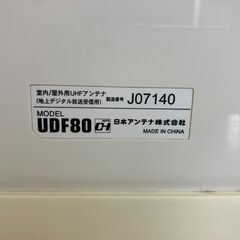 室内/屋外用UHFアンテナ
(地上デジタル放送受信用) 製造番号 J07140
MODEL
UDF80 日本アンテナ株式会社
MADE IN CHINA